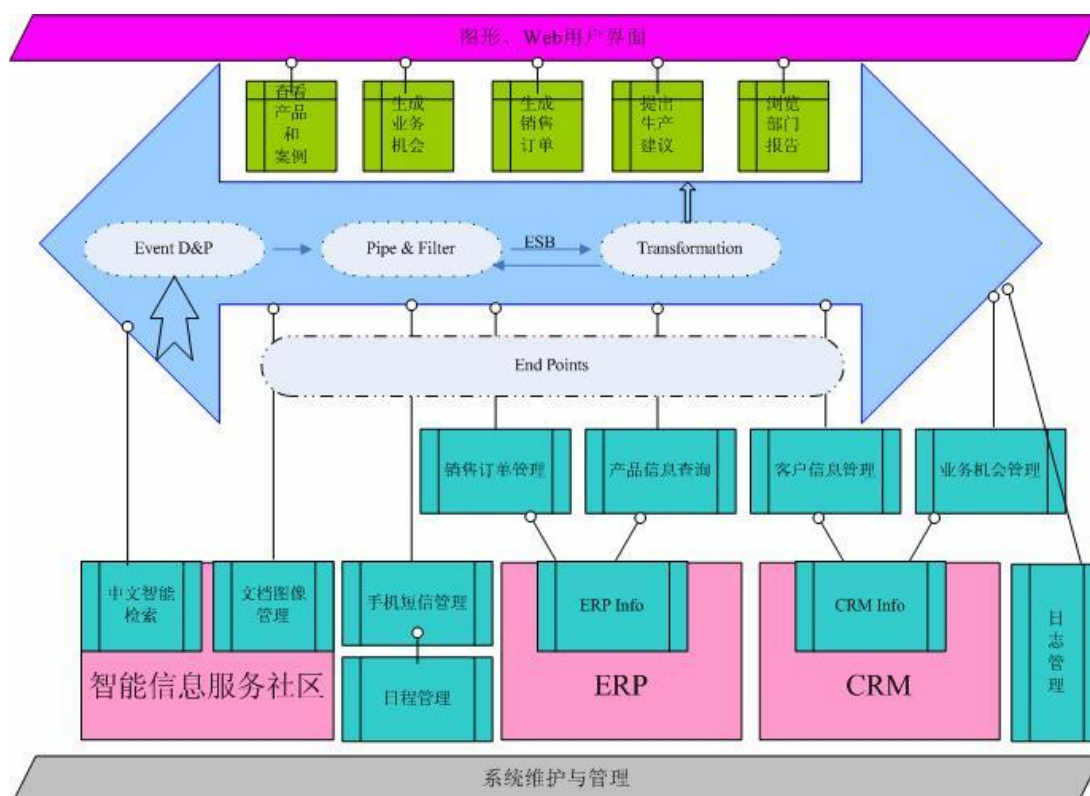 图形、Web用户界面
查看
产品
和
案例
生成
业务
机会
生成
销售
订单
提出
生产
建议
浏览
部门
报告
Event D&P
Pipe & Filter
ESB
Transformation
End Points
销售订单管理
产品信息查询
客户信息管理
业务机会管理
中文智能
检索
文档图像
管理
手机短信管理
ERP Info
CRM Info
日
志
管
理
智能信息服务社区
日程管理
ERP
CRM
系统维护与管理